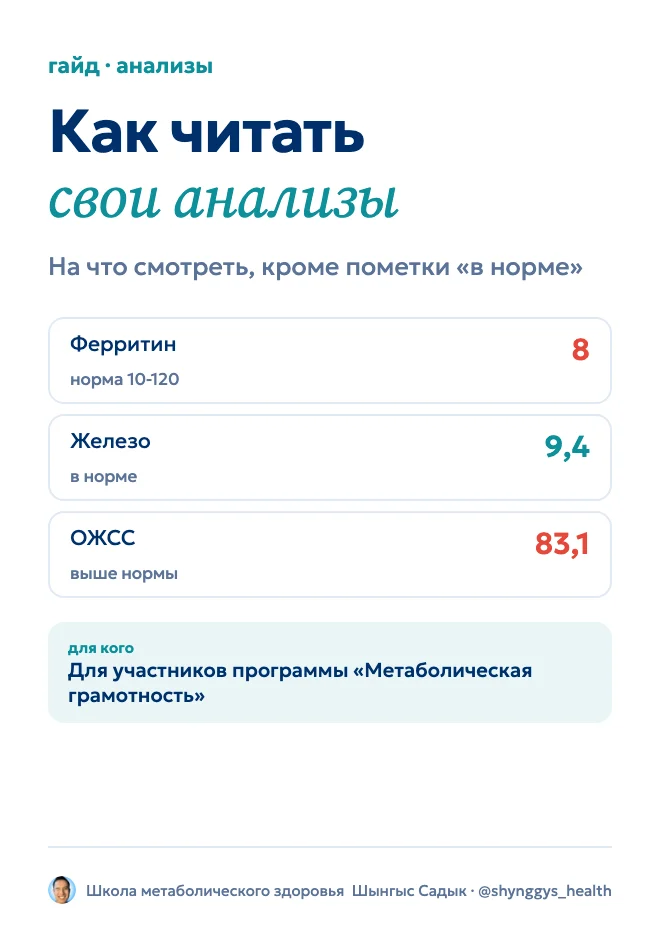 гайд · анализы
Как читать
свои анализы
На что смотреть, кроме пометки «в норме»
Ферритин
8
норма 10-120
Железо
9,4
в норме
ОЖСС
83,1
выше нормы
для кого
Для участников программы «Метаболическая
грамотность»
Школа метаболического здоровья Шынгыс Садык · @shynggys_health